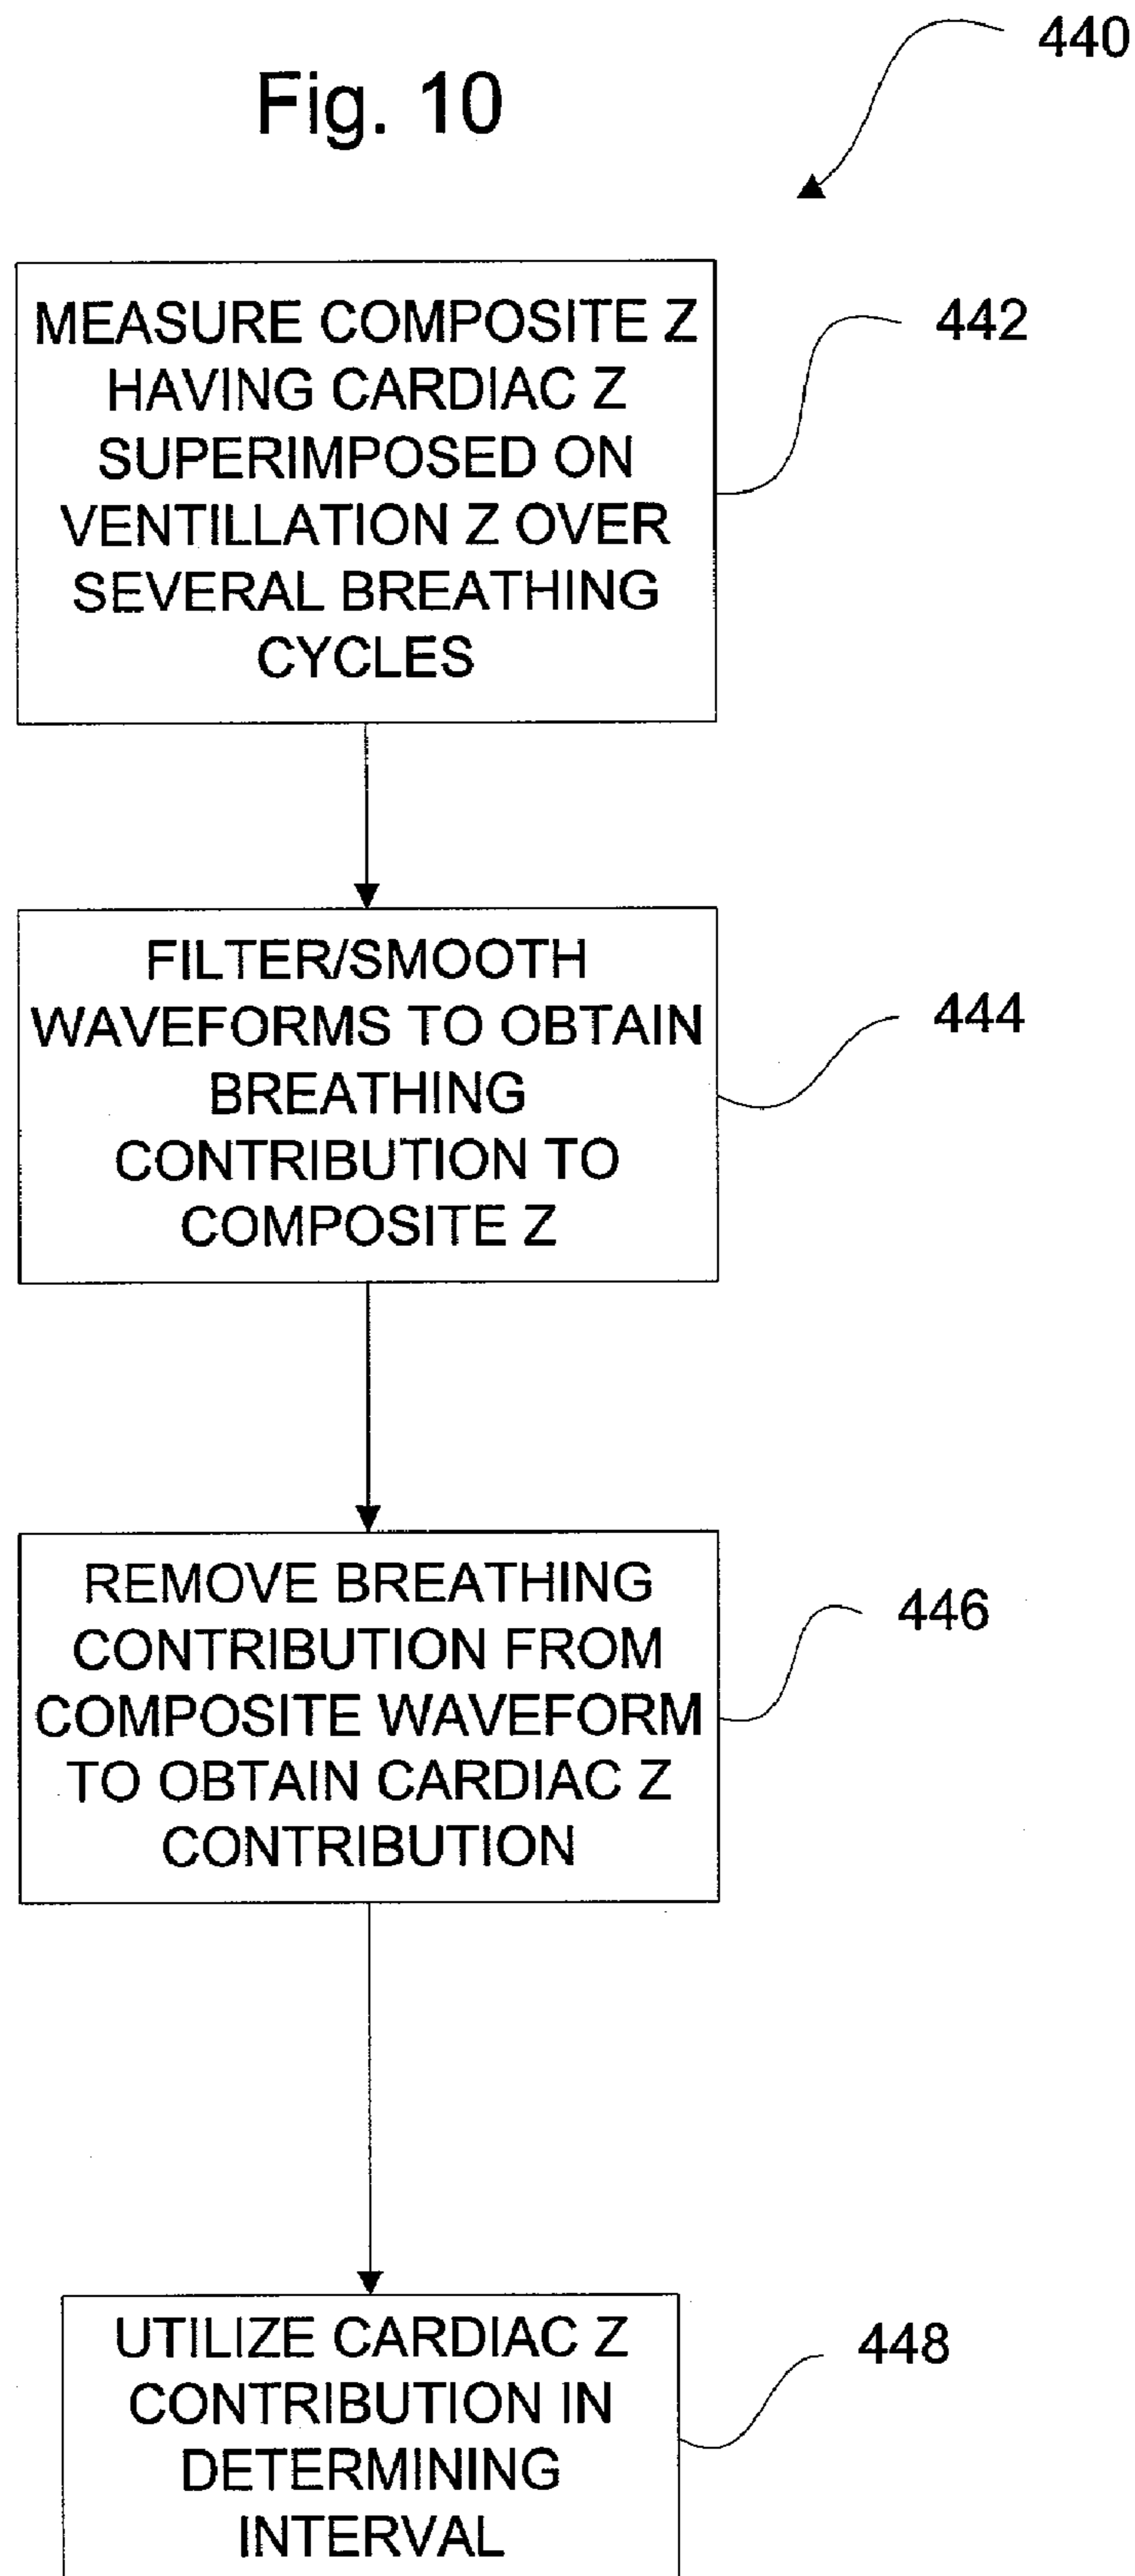 440
Fig. 10
MEASURE COMPOSITE Z
HAVING CARDIAC Z
SUPERIMPOSED ON
VENTILLATION Z OVER
SEVERAL BREATHING
CYCLES
442
FILTER/SMOOTH
WAVEFORMS TO OBTAIN
BREATHING
CONTRIBUTION TO
COMPOSITE Z
444
REMOVE BREATHING
CONTRIBUTION FROM
COMPOSITE WAVEFORM
TO OBTAIN CARDIAC Z
CONTRIBUTION
446
UTILIZE CARDIAC Z
CONTRIBUTION IN
DETERMINING
INTERVAL
448